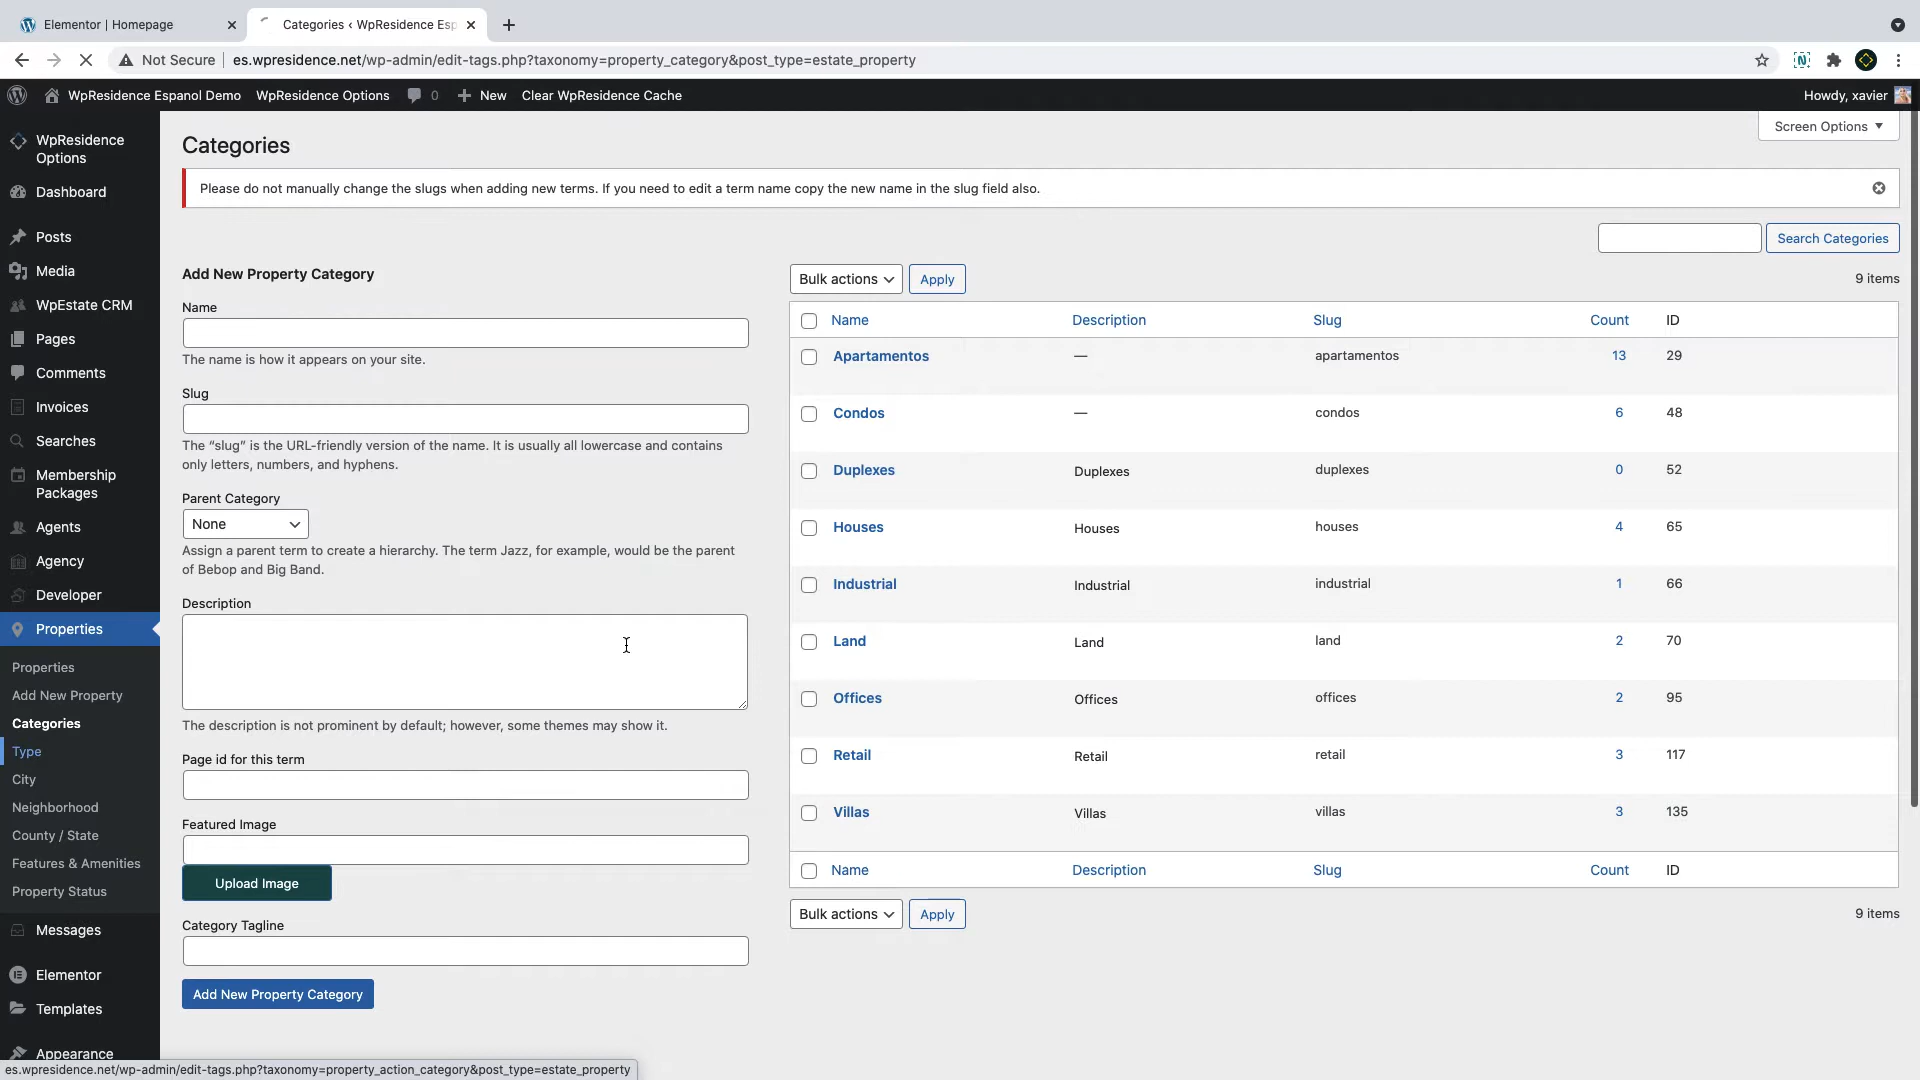 Elementor | Homepage
Categories ‹ WpResidence Esp
Not Secure
es.wpresidence.net/wp-admin/edit-tags.php?taxonomy=property_category&post_type=estate_property
WpResidence Espanol Demo
WpResidence Options
0
New
Clear WpResidence Cache
Howdy, xavier
WpResidence
Options
Dashboard
Posts
Media
WpEstate CRM
Pages
Comments
Invoices
Searches
Membership
Packages
Agents
Agency
Developer
Properties
Properties
Add New Property
Categories
Type
City
Neighborhood
County / State
Features & Amenities
Property Status
Messages
Elementor
Templates
Appearance
Screen Options
Categories
Please do not manually change the slugs when adding new terms. If you need to edit a term name copy the new name in the slug field also.
Search Categories
Add New Property Category
Name
The name is how it appears on your site.
Slug
The “slug” is the URL-friendly version of the name. It is usually all lowercase and contains
only letters, numbers, and hyphens.
Parent Category
None
Assign a parent term to create a hierarchy. The term Jazz, for example, would be the parent
of Bebop and Big Band.
Description
The description is not prominent by default; however, some themes may show it.
Page id for this term
Featured Image
Upload Image
Category Tagline
Add New Property Category
Bulk actions
Apply
9 items
Name Description Slug Count ID
Apartamentos — apartamentos 13 29
Condos — condos 6 48
Duplexes Duplexes duplexes 0 52
Houses Houses houses 4 65
Industrial Industrial industrial 1 66
Land Land land 2 70
Offices Offices offices 2 95
Retail Retail retail 3 117
Villas Villas villas 3 135
Name Description Slug Count ID
Bulk actions
Apply
9 items
es.wpresidence.net/wp-admin/edit-tags.php?taxonomy=property_action_category&post_type=estate_property